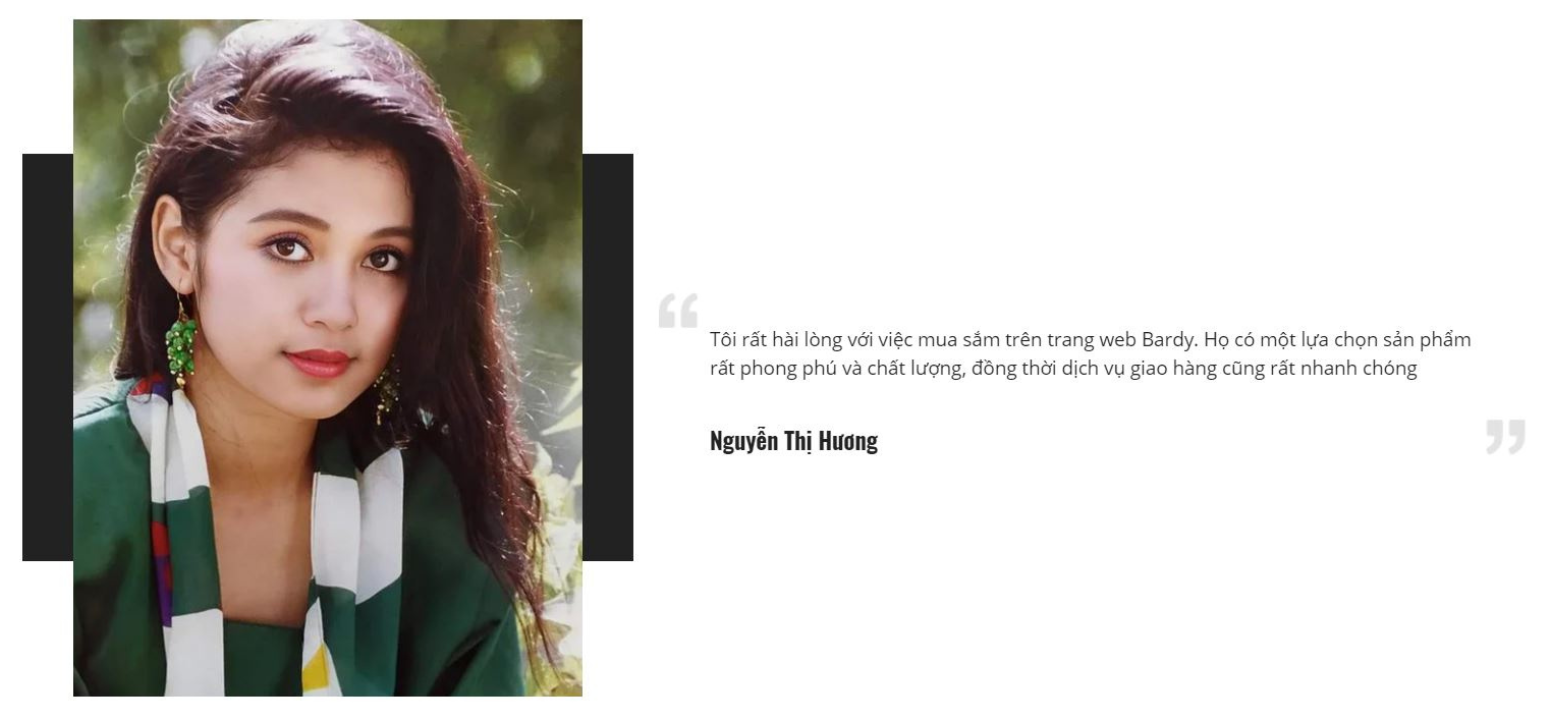 Tôi rất hài lòng với việc mua sắm trên trang web Bardy. Họ có một lựa chọn sản phẩm
rất phong phú và chất lượng, đồng thời dịch vụ giao hàng cũng rất nhanh chóng
Nguyễn Thị Hương